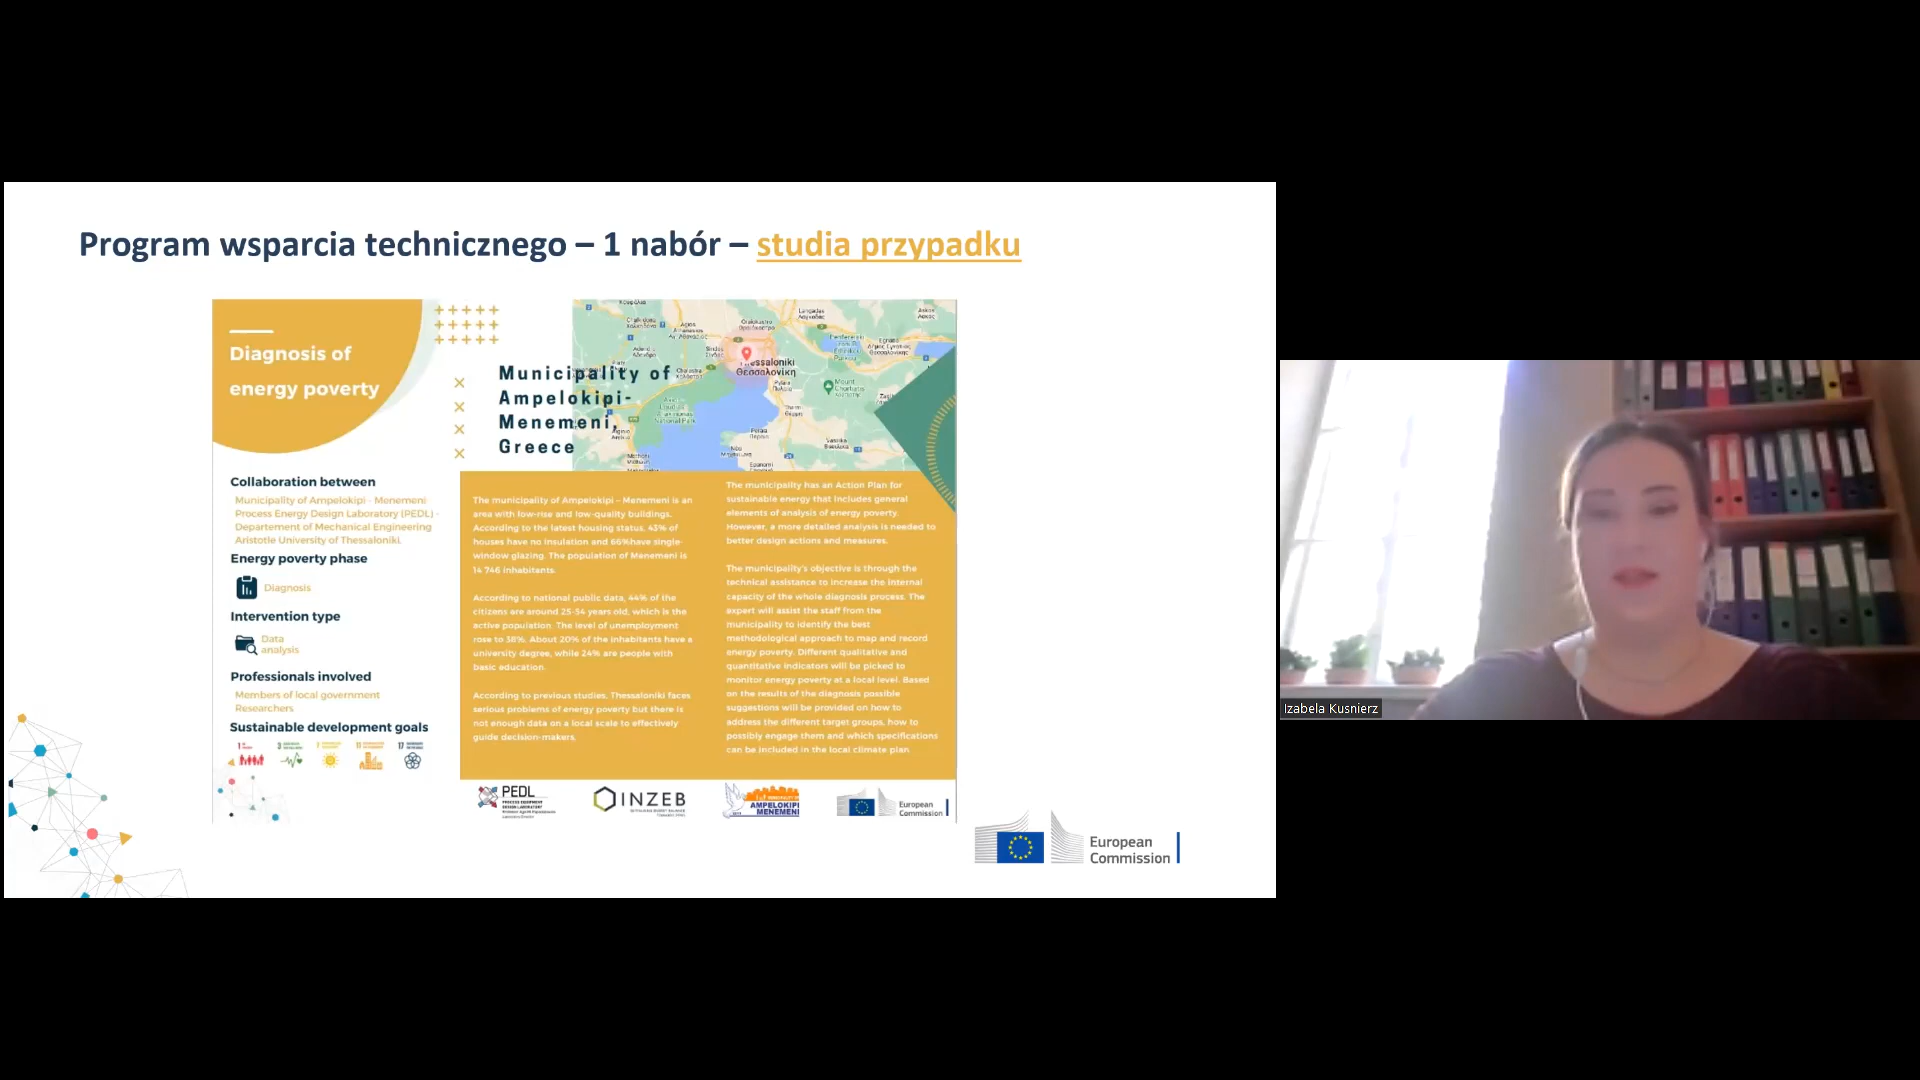 Program wsparcia technicznego – 1 nabór – studia przypadku
Diagnosis of
energy poverty
Municipality of
Ampelokipi-
Menemeni,
Greece
Thessaloniki
Θεσσαλονίκη
Mount
Chortiatis
Collaboration between
Municipality of Ampelokipi - Menemeni
Process Energy Design Laboratory (PEDL) -
Departement of Mechanical Engineering
Aristotle University of Thessaloniki.
Energy poverty phase
Diagnosis
Intervention type
Data
analysis
Professionals involved
Members of local government
Researchers
Sustainable development goals
1 3 7 11 17
The municipality of Ampelokipi – Menemeni is an
area with low-rise and low-quality buildings.
According to the latest housing status, 43% of
houses have no insulation and 66%have single-
window glazing. The population of Menemeni is
14 746 inhabitants.
According to national public data, 44% of the
citizens are around 25-54 years old, which is the
active population. The level of unemployment
rose to 38%. About 20% of the inhabitants have a
university degree, while 24% are people with
basic education.
According to previous studies, Thessaloniki faces
serious problems of energy poverty but there is
not enough data on a local scale to effectively
guide decision-makers.
The municipality has an Action Plan for
sustainable energy that includes general
elements of analysis of energy poverty.
However, a more detailed analysis is needed to
better design actions and measures.
The municipality's objective is through the
technical assistance to increase the internal
capacity of the whole diagnosis process. The
expert will assist the staff from the
municipality to identify the best
methodological approach to map and record
energy poverty. Different qualitative and
quantitative indicators will be picked to
monitor energy poverty at a local level. Based
on the results of the diagnosis possible
suggestions will be provided on how to
address the different target groups, how to
possibly engage them and which specifications
can be included in the local climate plan
PEDL
INZEB
AMPELOKIPI
MENEMENI
European
Commission
European
Commission
Izabela Kusnierz